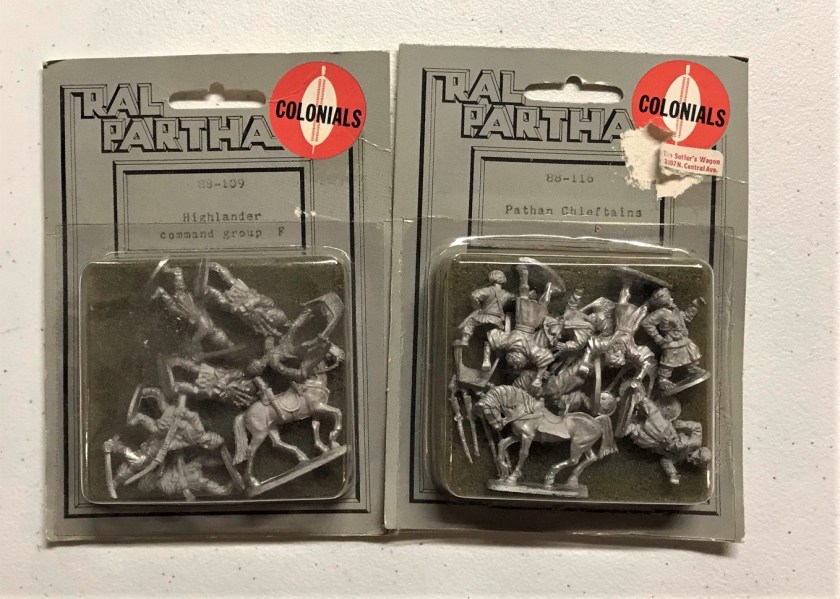 RAL
PARTHA
COLONIALS
88-109
Highlander
command group F
RAL
PARTHA
COLONIALS
The Sutler's Wagon
3107 N. Central Ave.
88-116
Pathan Chieftains
F